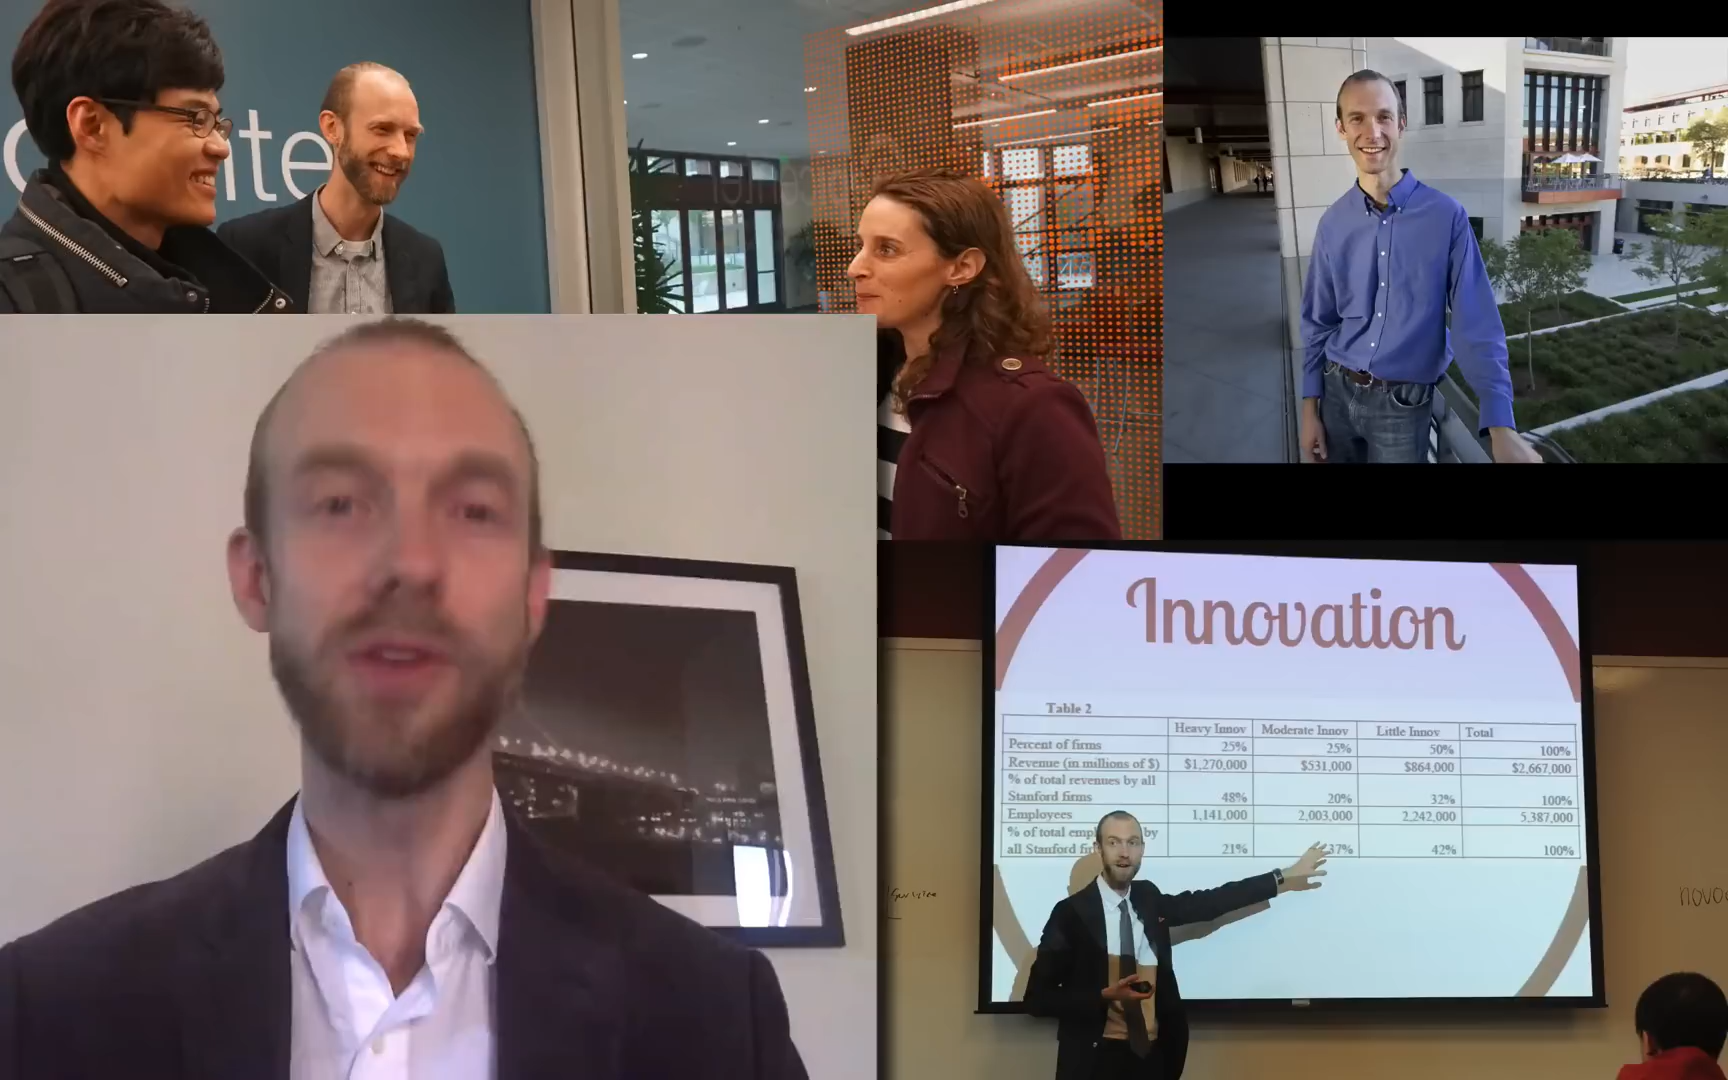 Innovation
Table 2
Heavy Innov Moderate Innov Little Innov Total
Percent of firms 25% 25% 50% 100%
Revenue (in millions of $) $1,270,000 $531,000 $864,000 $2,667,000
% of total revenues by all
Stanford firms 48% 20% 32% 100%
Employees 1,141,000 2,003,000 2,242,000 5,387,000
% of total emp by
all Stanford fir 21% 37% 42% 100%